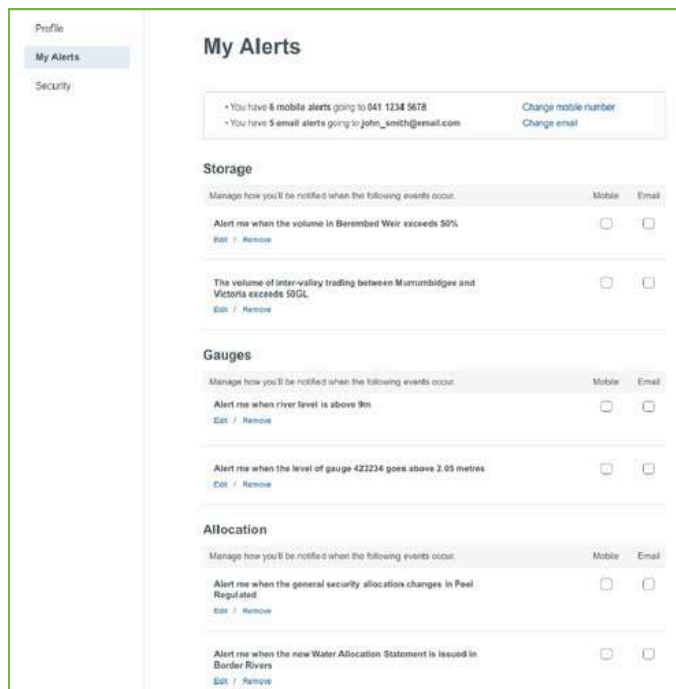 Profile
My Alerts
Security
My Alerts
• You have 6 mobile alerts going to 041 1234 5678 Change mobile number
• You have 5 email alerts going to john_smith@email.com Change email
Storage
Manage how you'll be notified when the following events occur. Mobile Email
Alert me when the volume in Berembed Weir exceeds 50%
Edit / Remove
The volume of inter-valley trading between Murrumbidgee and
Victoria exceeds 50GL
Edit / Remove
Gauges
Manage how you'll be notified when the following events occur. Mobile Email
Alert me when river level is above 9m
Edit / Remove
Alert me when the level of gauge 423234 goes above 2.05 metres
Edit / Remove
Allocation
Manage how you'll be notified when the following events occur. Mobile Email
Alert me when the general security allocation changes in Peel
Regulated
Edit / Remove
Alert me when the new Water Allocation Statement is issued in
Border Rivers
Edit / Remove